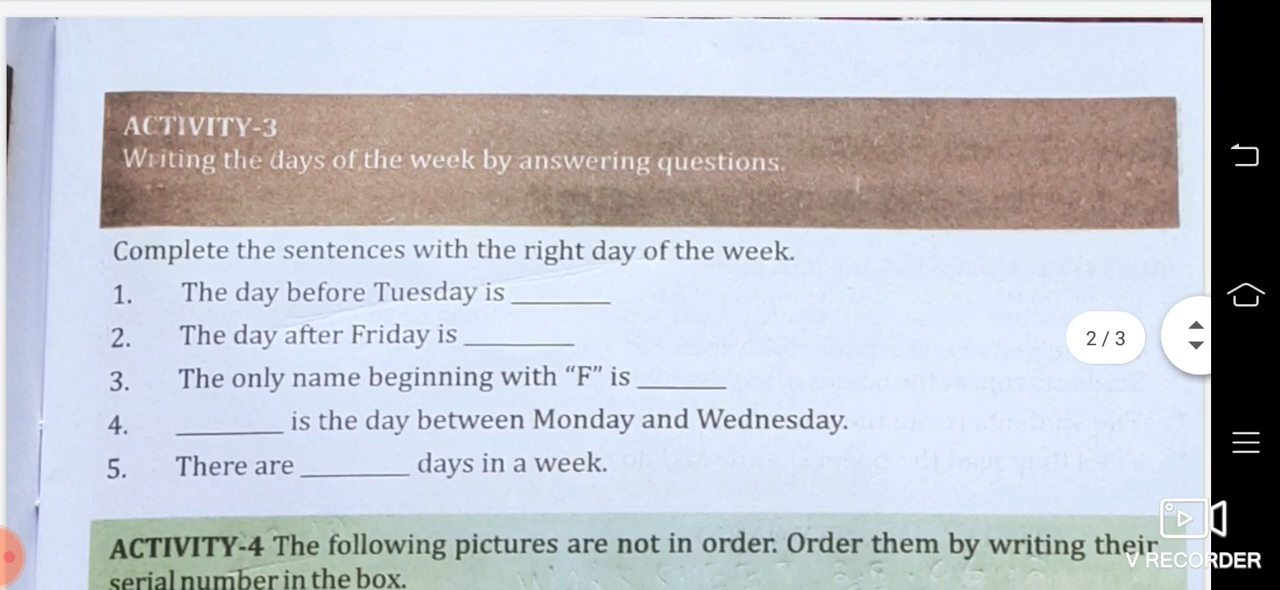 ACTIVITY-3
Writing the days of the week by answering questions.
Complete the sentences with the right day of the week.
1. The day before Tuesday is ________
2. The day after Friday is ________
3. The only name beginning with “F” is ________
4. ________ is the day between Monday and Wednesday.
5. There are ________ days in a week.
2 / 3
ACTIVITY-4 The following pictures are not in order. Order them by writing their
serial number in the box.
V RECORDER